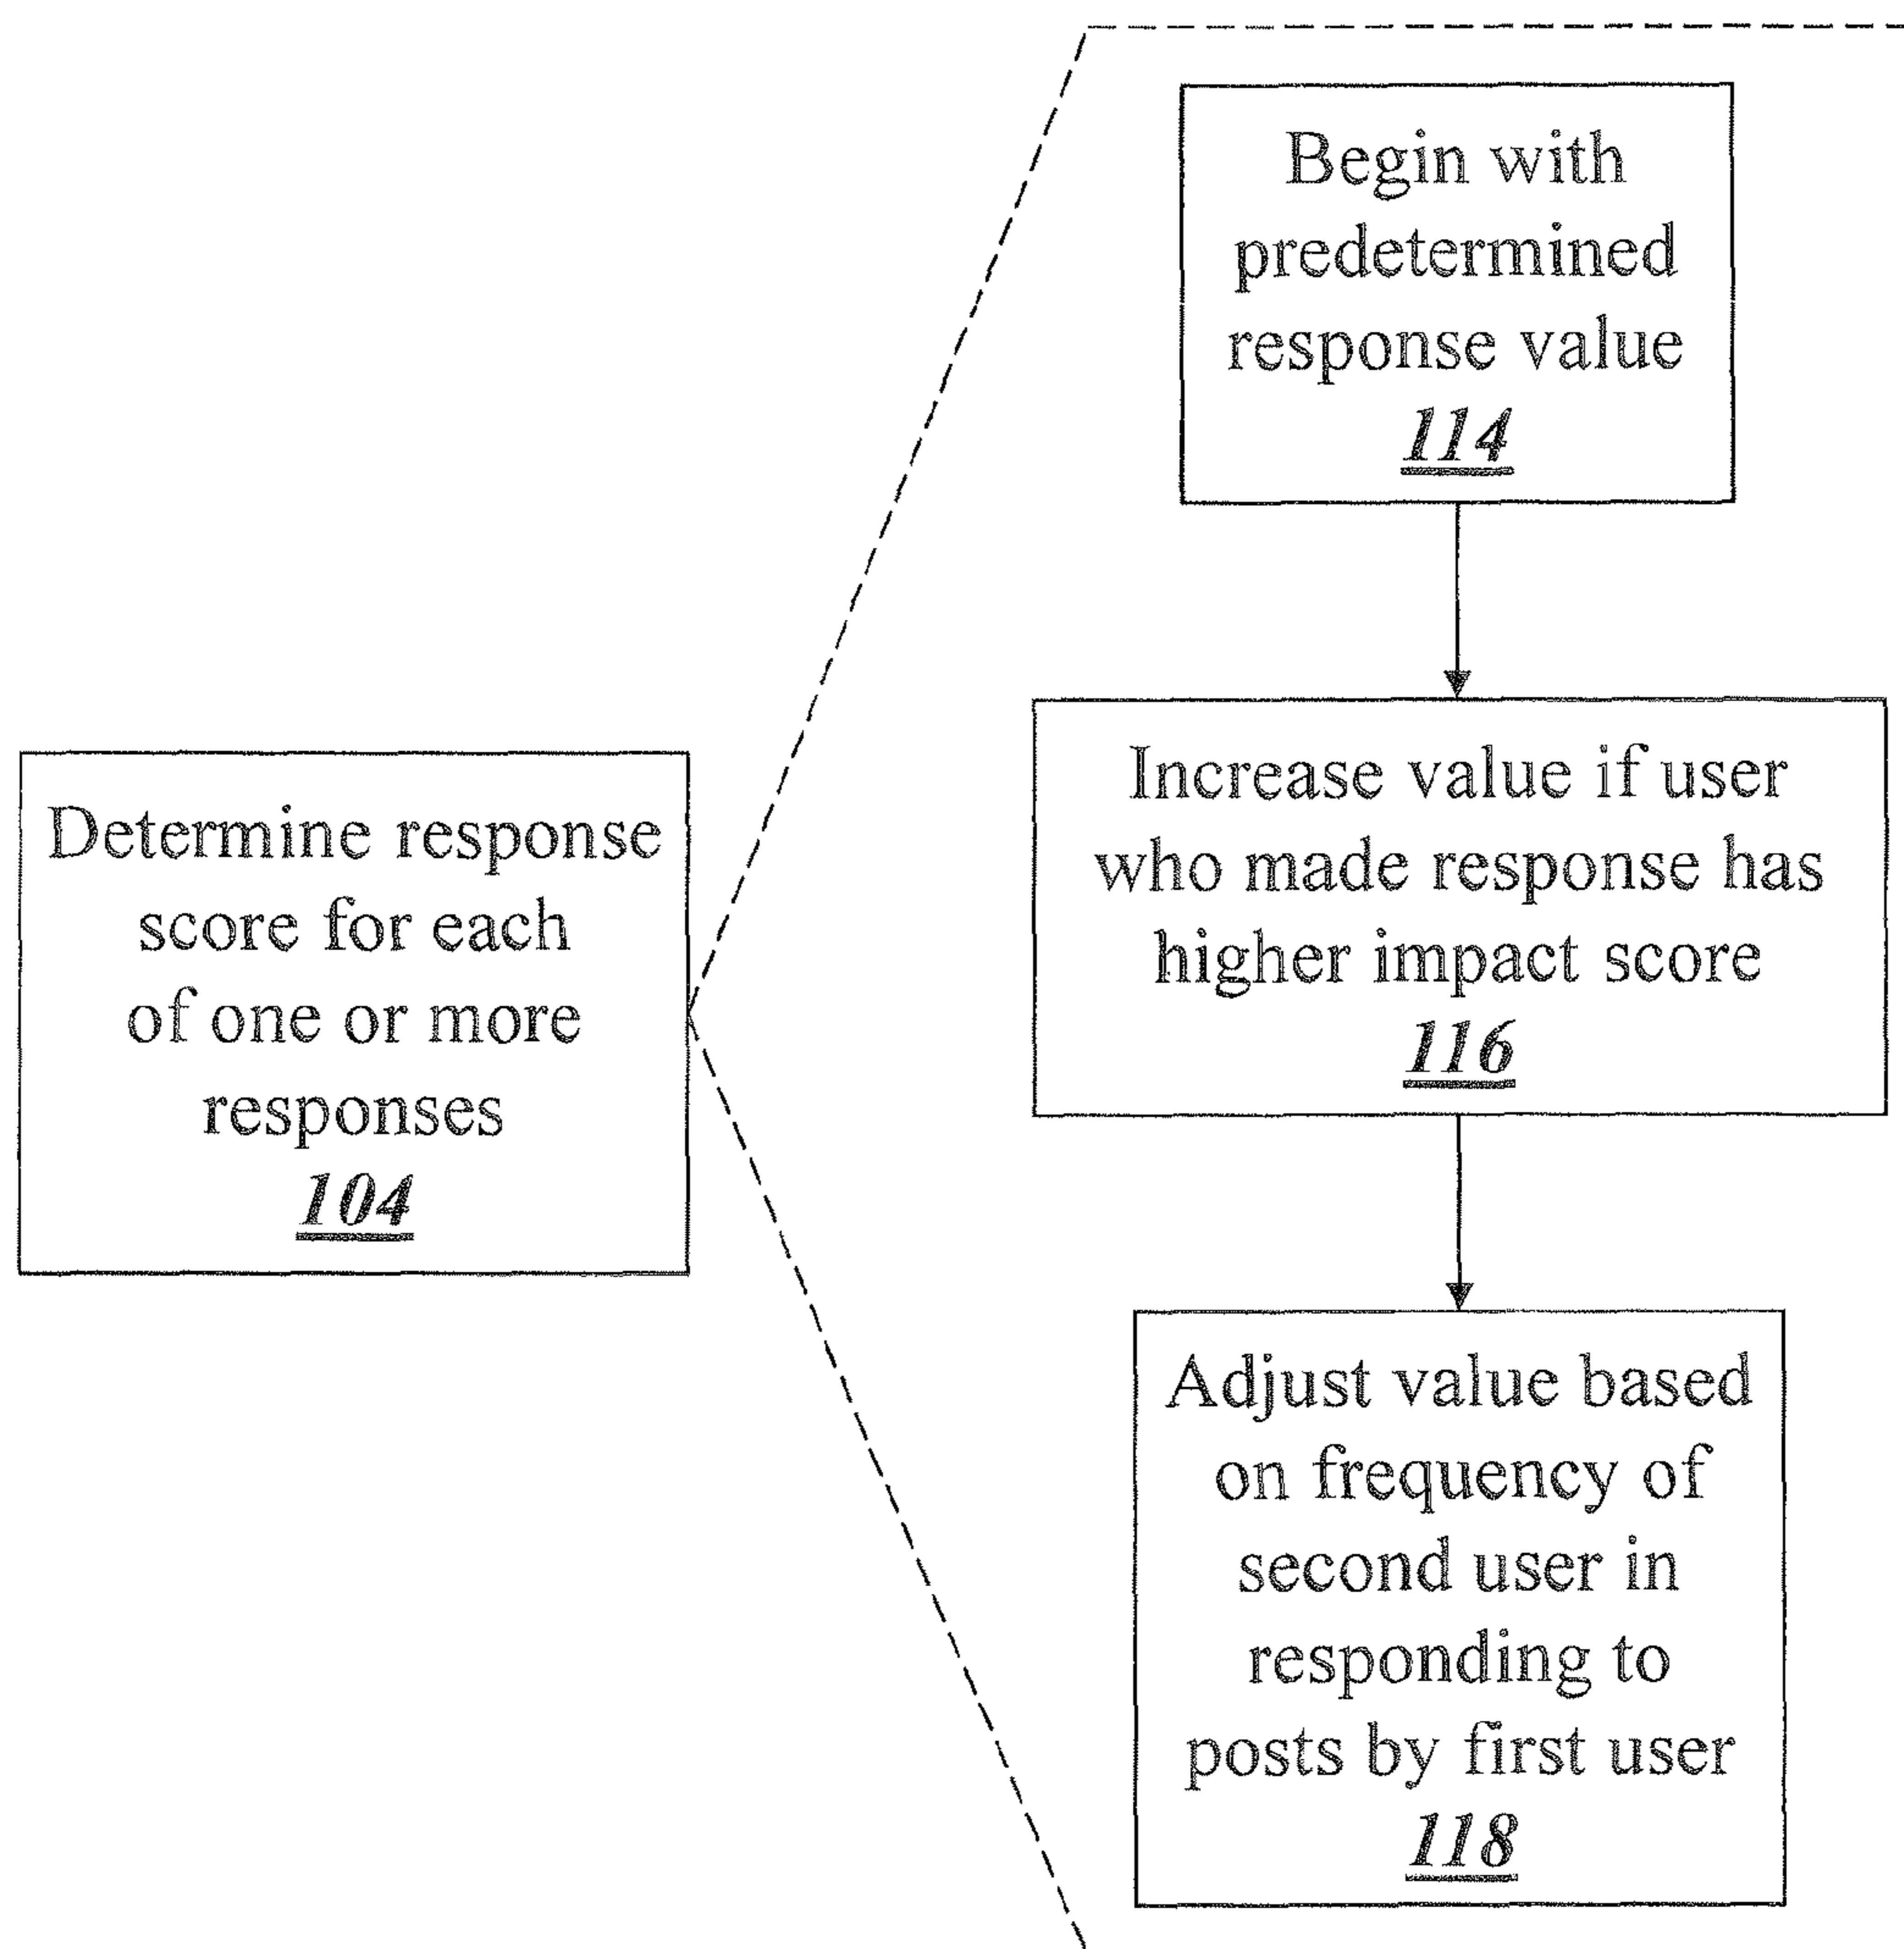 Determine response
score for each
of one or more
responses
104
Begin with
predetermined
response value
114
Increase value if user
who made response has
higher impact score
116
Adjust value based
on frequency of
second user in
responding to
posts by first user
118